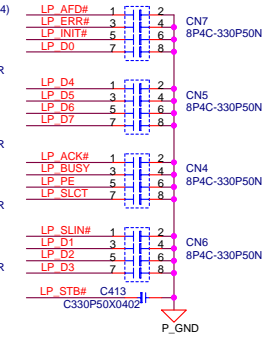 4)
LP_AFD# 1 2
LP_ERR# 3 4 CN7
LP_INIT# 5 6 8P4C-330P50N
LP_D0 7 8
R
LP_D4 1 2
LP_D5 3 4 CN5
LP_D6 5 6 8P4C-330P50N
LP_D7 7 8
R
LP_ACK# 1 2
LP_BUSY 3 4 CN4
LP_PE 5 6 8P4C-330P50N
LP_SLCT 7 8
R
LP_SLIN# 1 2
LP_D1 3 4 CN6
LP_D2 5 6 8P4C-330P50N
LP_D3 7 8
R
LP_STB# C413
C330P50X0402
P_GND